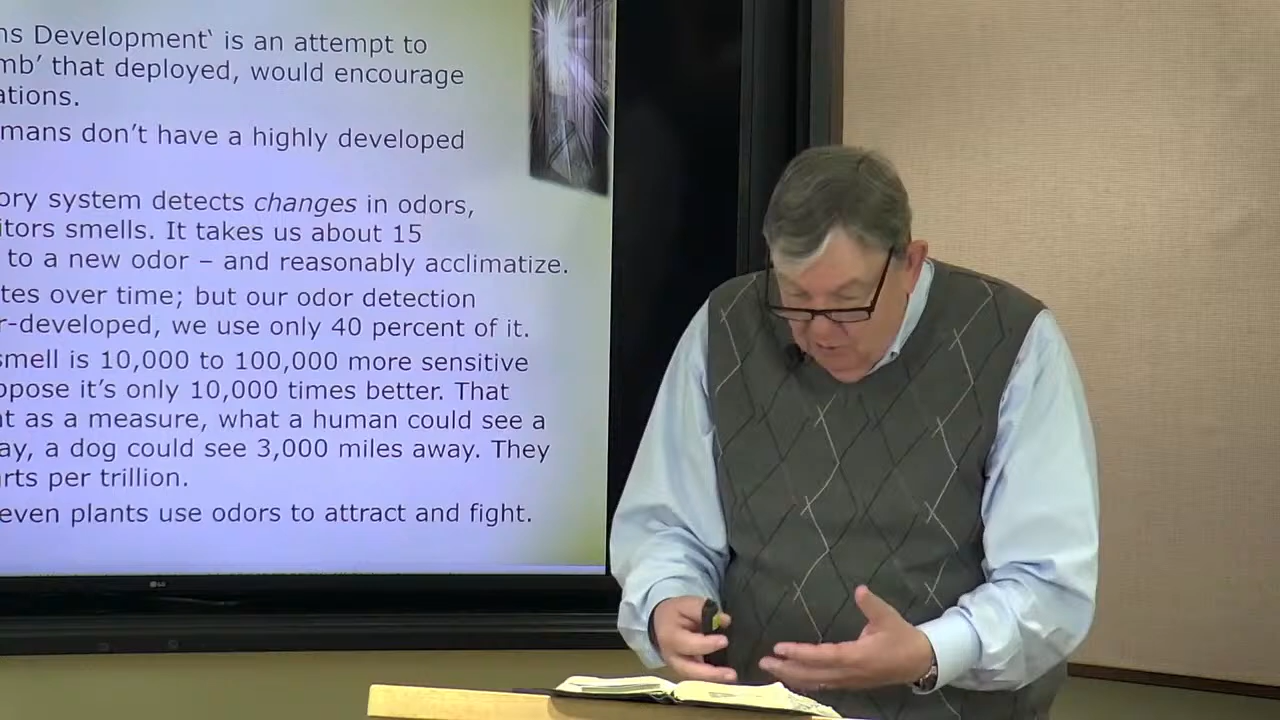 ns Development‘ is an attempt to
mb’ that deployed, would encourage
ations.
mans don’t have a highly developed
ory system detects changes in odors,
itors smells. It takes us about 15
to a new odor – and reasonably acclimatize.
tes over time; but our odor detection
r-developed, we use only 40 percent of it.
smell is 10,000 to 100,000 more sensitive
ppose it’s only 10,000 times better. That
nt as a measure, what a human could see a
ay, a dog could see 3,000 miles away. They
rts per trillion.
even plants use odors to attract and fight.
LG